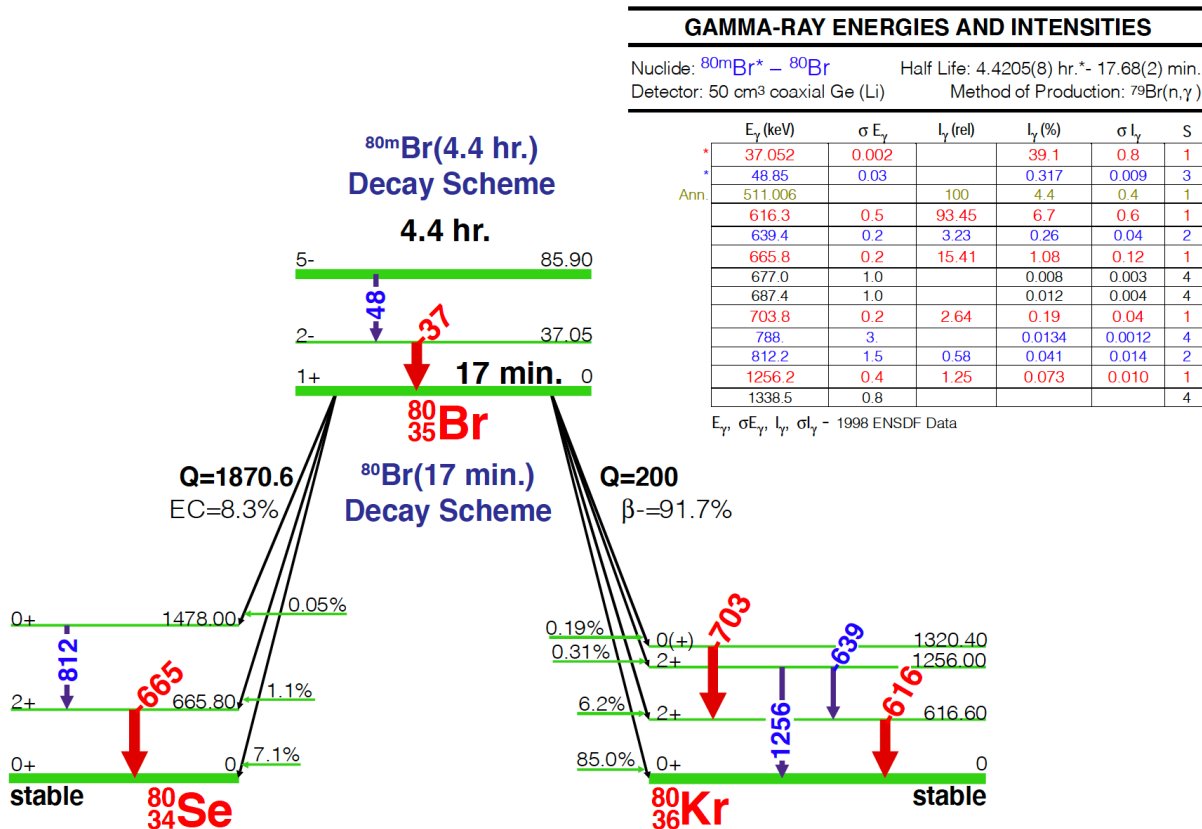 GAMMA-RAY ENERGIES AND INTENSITIES
Nuclide: ⁸⁰ᵐBr* – ⁸⁰Br Half Life: 4.4205(8) hr.*- 17.68(2) min.
Detector: 50 cm³ coaxial Ge (Li) Method of Production: ⁷⁹Br(n,γ)
Eγ (keV) σ Eγ Iγ (rel) Iγ (%) σ Iγ S
* 37.052 0.002 39.1 0.8 1
* 48.85 0.03 0.317 0.009 3
Ann. 511.006 100 4.4 0.4 1
616.3 0.5 93.45 6.7 0.6 1
639.4 0.2 3.23 0.26 0.04 2
665.8 0.2 15.41 1.08 0.12 1
677.0 1.0 0.008 0.003 4
687.4 1.0 0.012 0.004 4
703.8 0.2 2.64 0.19 0.04 1
788. 3. 0.0134 0.0012 4
812.2 1.5 0.58 0.041 0.014 2
1256.2 0.4 1.25 0.073 0.010 1
1338.5 0.8 4
Eγ, σEγ, Iγ, σIγ - 1998 ENSDF Data
⁸⁰ᵐBr(4.4 hr.)
Decay Scheme
4.4 hr.
5- 85.90
48
2- 37.05
37
17 min.
1+ 0
⁸⁰₃₅Br
⁸⁰Br(17 min.)
Decay Scheme
Q=1870.6
EC=8.3%
Q=200
β-=91.7%
0+ 1478.00
0.05%
812
2+ 665.80
1.1%
665
0+ 0
7.1%
stable
⁸⁰₃₄Se
0.19%
0(+) 1320.40
0.31%
2+ 1256.00
703
639
6.2%
2+ 616.60
1256
616
85.0%
0+ 0
⁸⁰₃₆Kr
stable